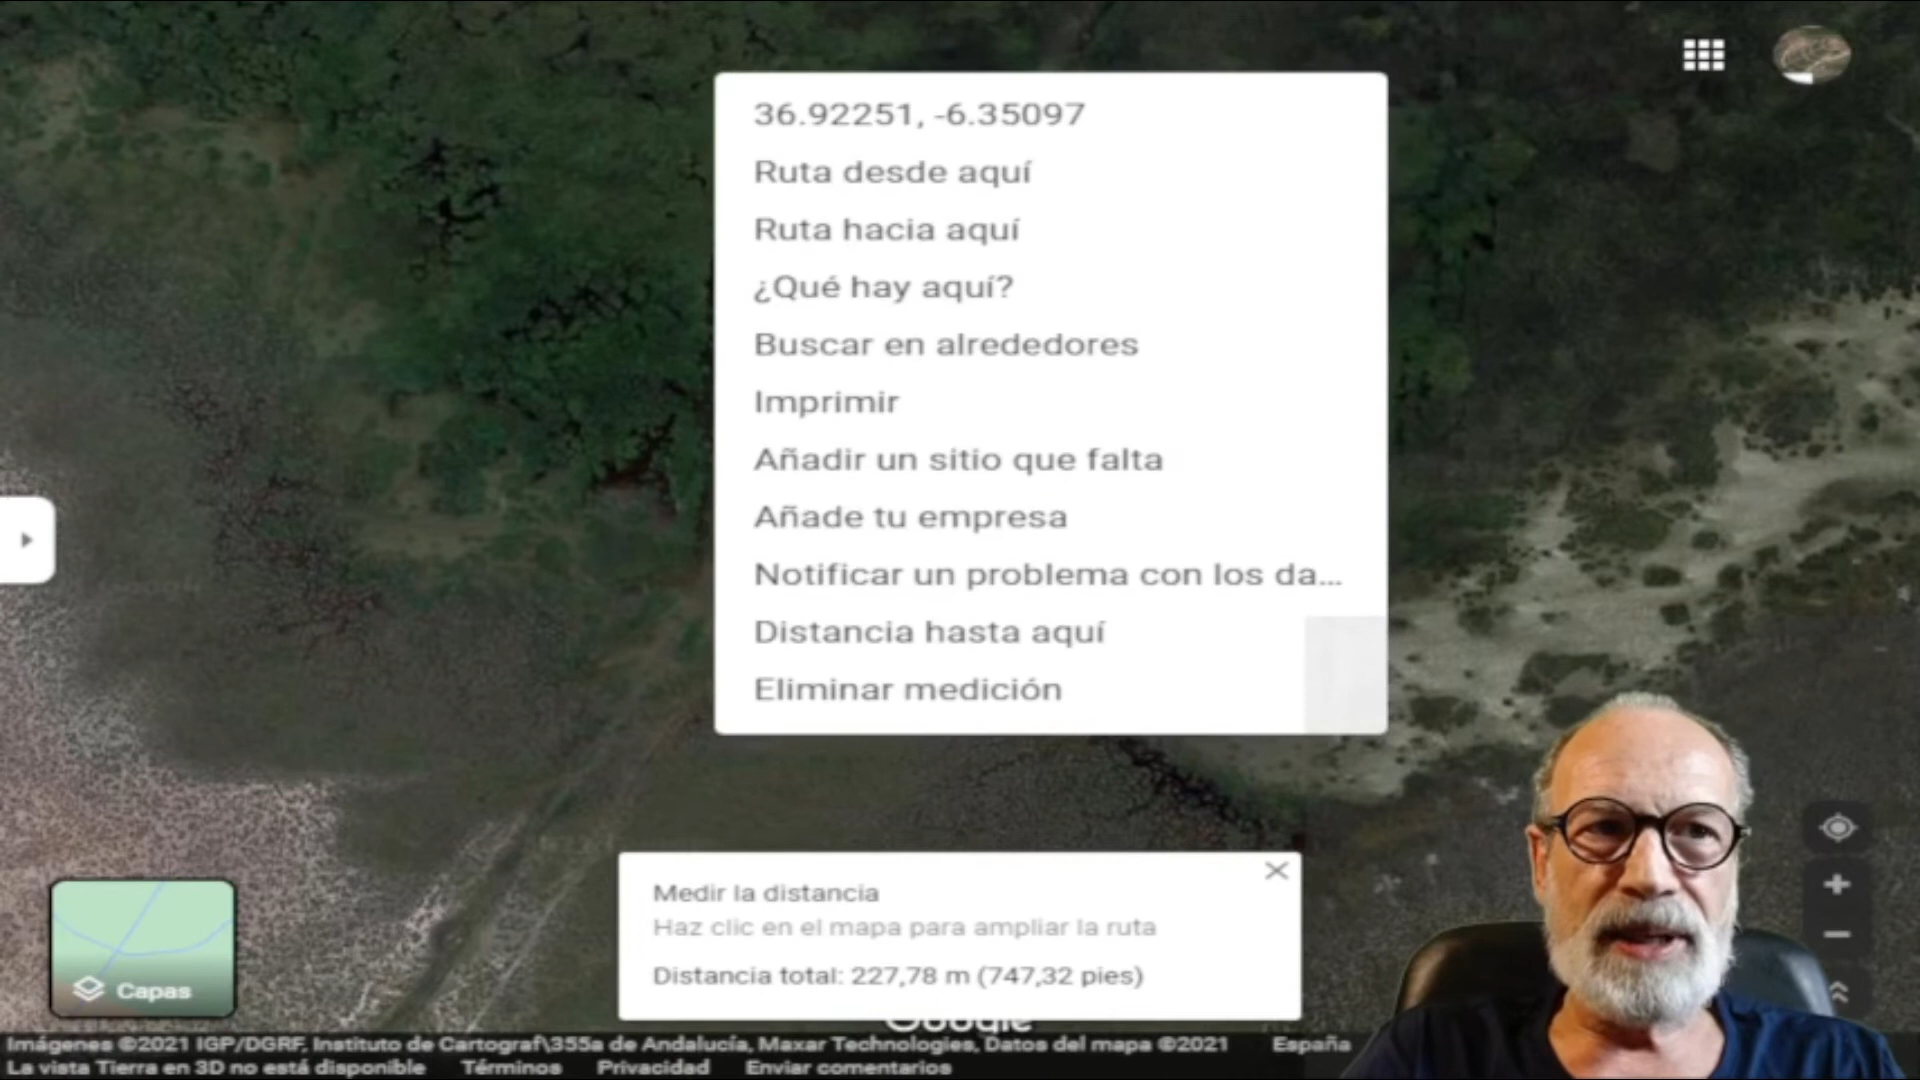 36.92251, -6.35097
Ruta desde aquí
Ruta hacia aquí
¿Qué hay aquí?
Buscar en alrededores
Imprimir
Añadir un sitio que falta
Añade tu empresa
Notificar un problema con los da...
Distancia hasta aquí
Eliminar medición
Medir la distancia
Haz clic en el mapa para ampliar la ruta
Distancia total: 227,78 m (747,32 pies)
Capas
Google
Imágenes ©2021 IGP/DGRF, Instituto de Cartograf\355a de Andalucía, Maxar Technologies, Datos del mapa ©2021 España
La vista Tierra en 3D no está disponible Términos Privacidad Enviar comentarios